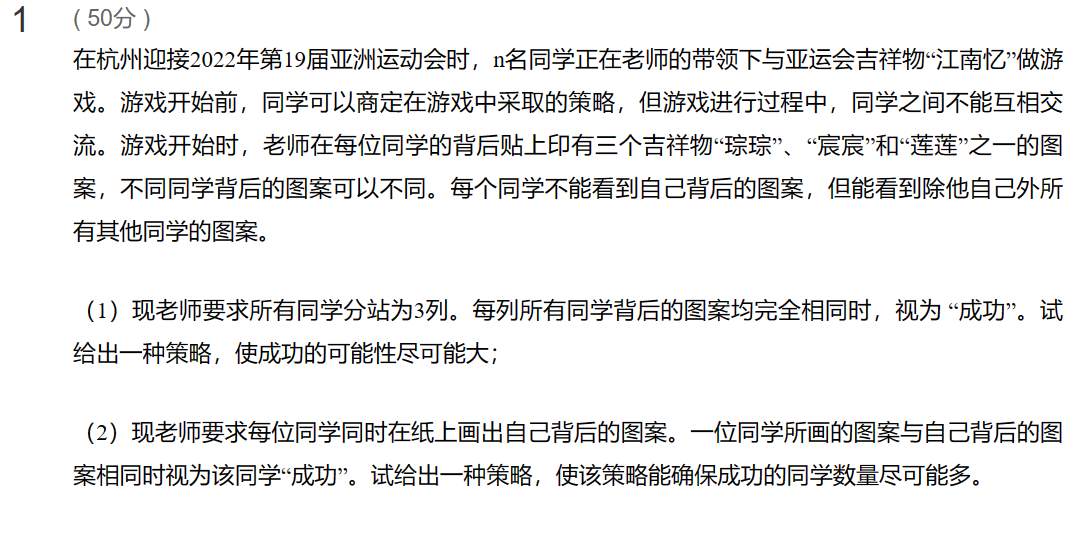 1 ( 50分 )
在杭州迎接2022年第19届亚洲运动会时，n名同学正在老师的带领下与亚运会吉祥物“江南忆”做游
戏。游戏开始前，同学可以商定在游戏中采取的策略，但游戏进行过程中，同学之间不能互相交
流。游戏开始时，老师在每位同学的背后贴上印有三个吉祥物“琮琮”、“宸宸”和“莲莲”之一的图
案，不同同学背后的图案可以不同。每个同学不能看到自己背后的图案，但能看到除他自己外所
有其他同学的图案。
（1）现老师要求所有同学分站为3列。每列所有同学背后的图案均完全相同时，视为 “成功”。试
给出一种策略，使成功的可能性尽可能大；
（2）现老师要求每位同学同时在纸上画出自己背后的图案。一位同学所画的图案与自己背后的图
案相同时视为该同学“成功”。试给出一种策略，使该策略能确保成功的同学数量尽可能多。